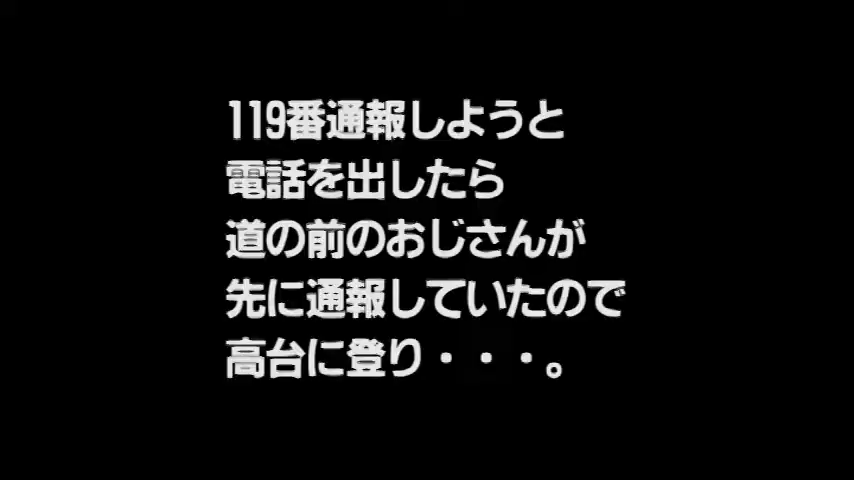 119番通報しようと
電話を出したら
道の前のおじさんが
先に通報していたので
高台に登り・・・。